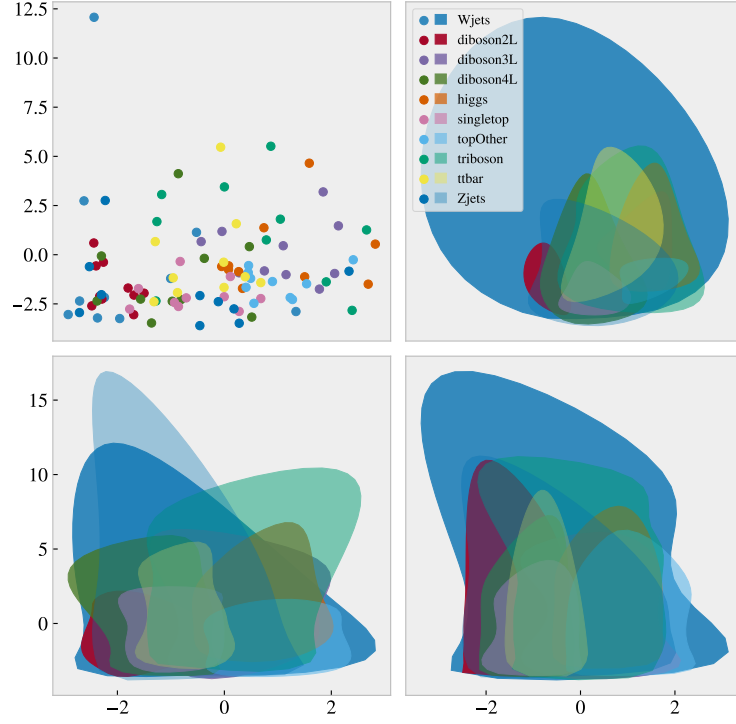 12.5
10.0
7.5
5.0
2.5
0.0
−2.5
Wjets
diboson2L
diboson3L
diboson4L
higgs
singletop
topOther
triboson
ttbar
Zjets
15
10
5
0
−2
0
2
−2
0
2